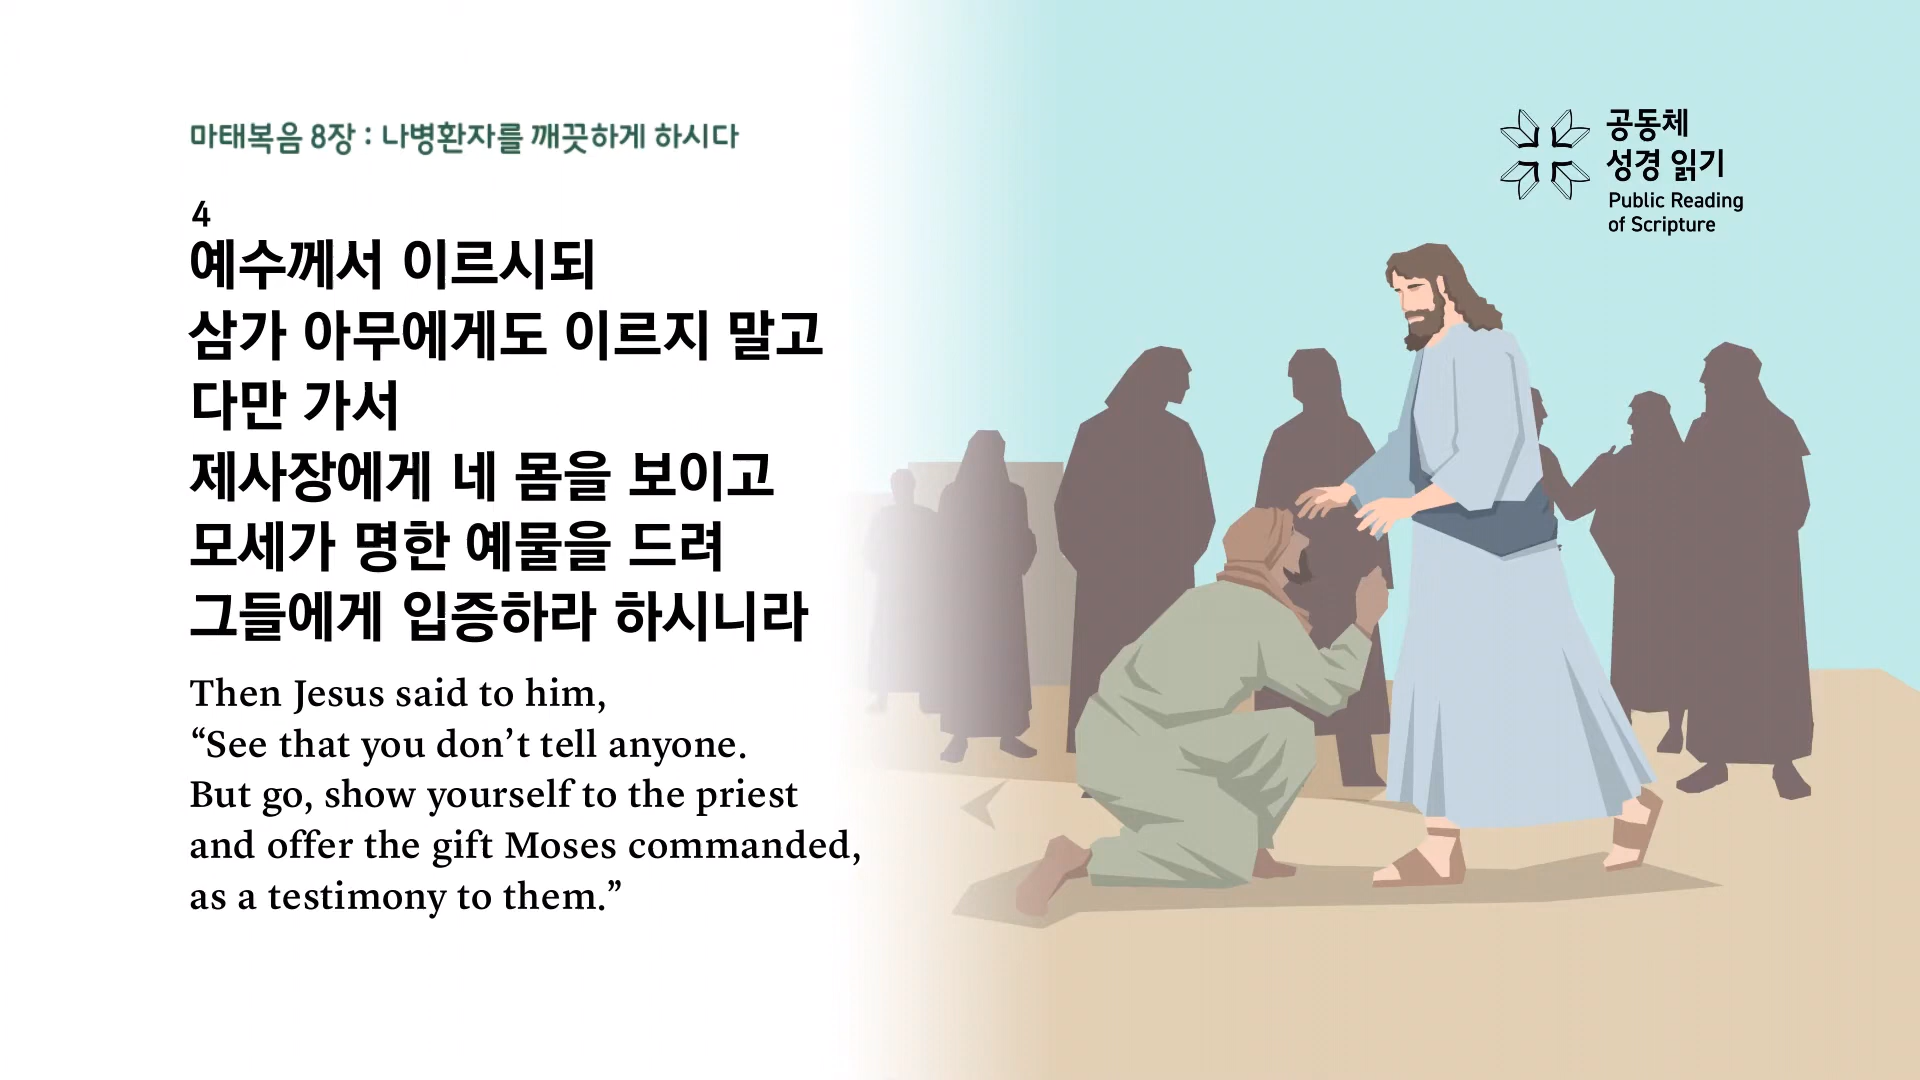 마태복음 8장 : 나병환자를 깨끗하게 하시다
4
예수께서 이르시되
삼가 아무에게도 이르지 말고
다만 가서
제사장에게 네 몸을 보이고
모세가 명한 예물을 드려
그들에게 입증하라 하시니라
Then Jesus said to him,
“See that you don’t tell anyone.
But go, show yourself to the priest
and offer the gift Moses commanded,
as a testimony to them.”
공동체
성경 읽기
Public Reading
of Scripture